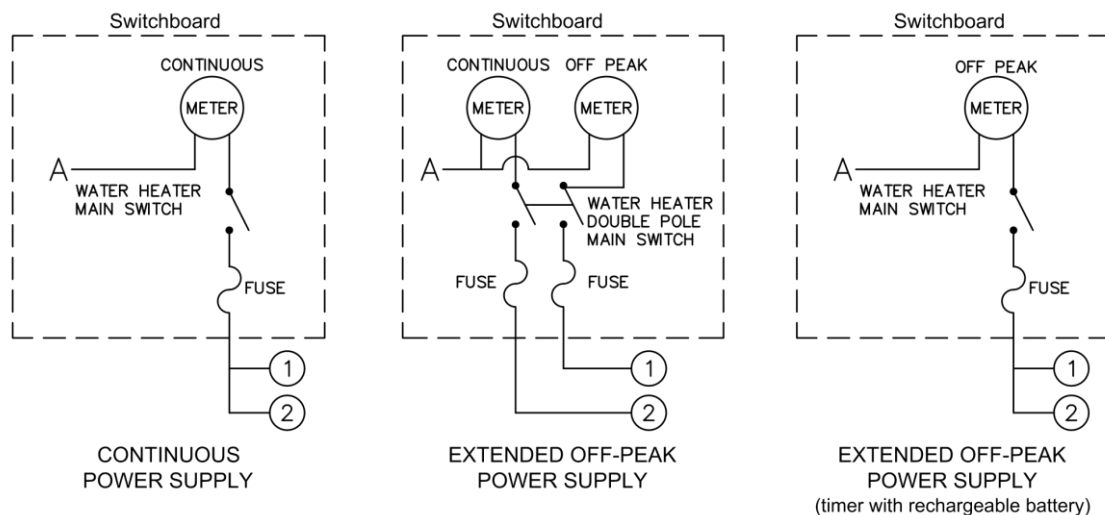 Switchboard
CONTINUOUS
METER
A
WATER HEATER
MAIN SWITCH
FUSE
1
2
CONTINUOUS
POWER SUPPLY
Switchboard
CONTINUOUS OFF PEAK
METER METER
A
WATER HEATER
DOUBLE POLE
MAIN SWITCH
FUSE FUSE
1
2
EXTENDED OFF-PEAK
POWER SUPPLY
Switchboard
OFF PEAK
METER
A
WATER HEATER
MAIN SWITCH
FUSE
1
2
EXTENDED OFF-PEAK
POWER SUPPLY
(timer with rechargeable battery)